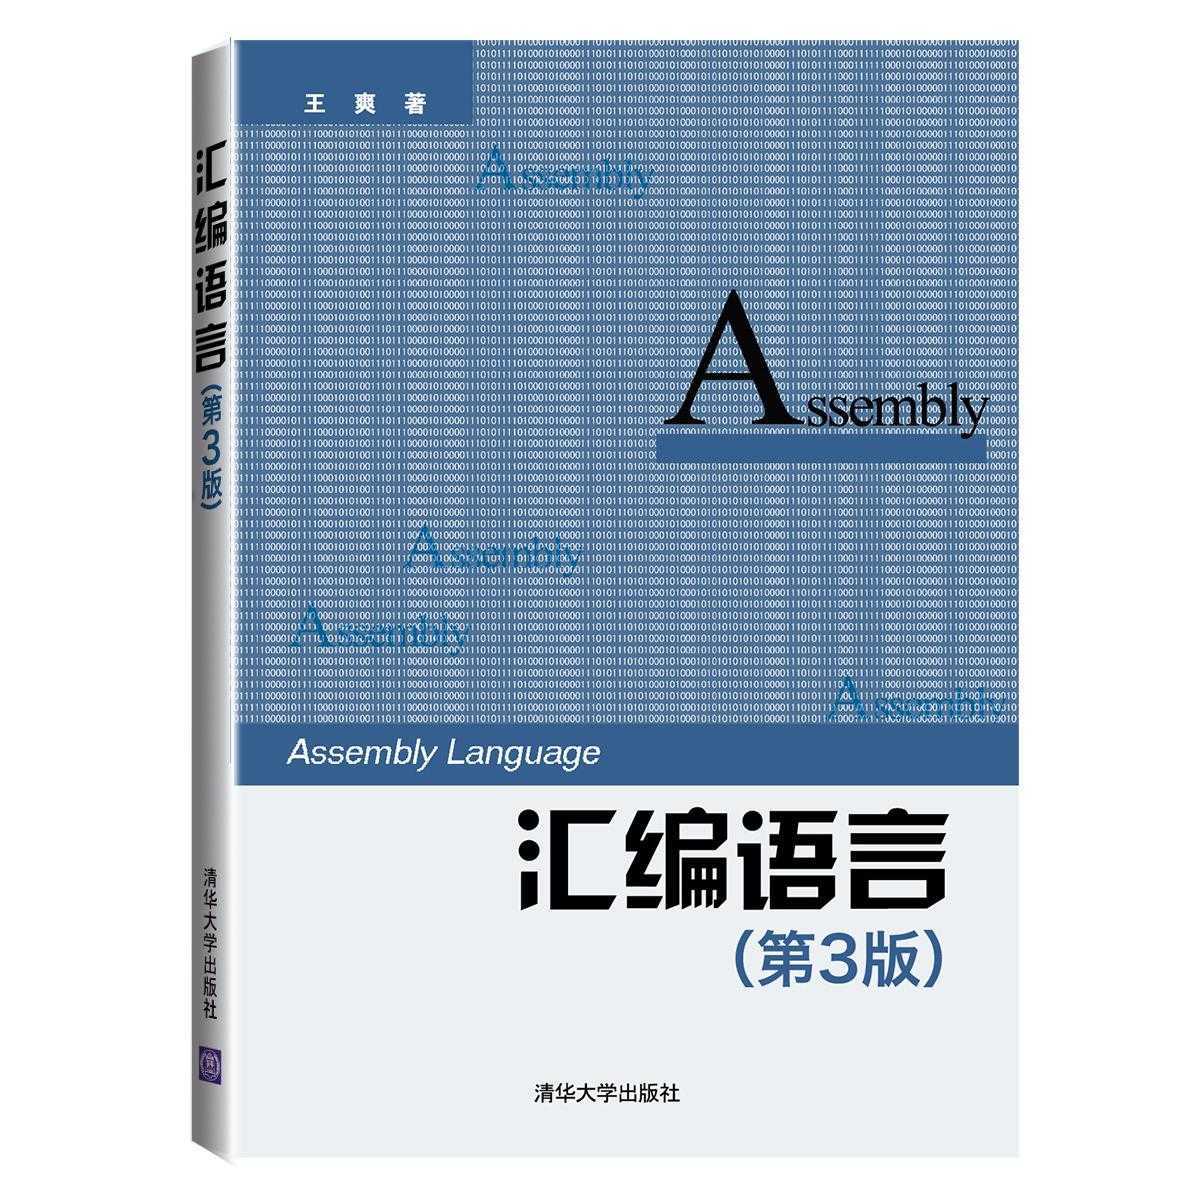 王 爽 著
Assembly
Assembly
Assembly
Assembly
Assembly
Assembly Language
汇编语言
(第3版)
清华大学出版社
汇编语言(第3版)
清华大学出版社